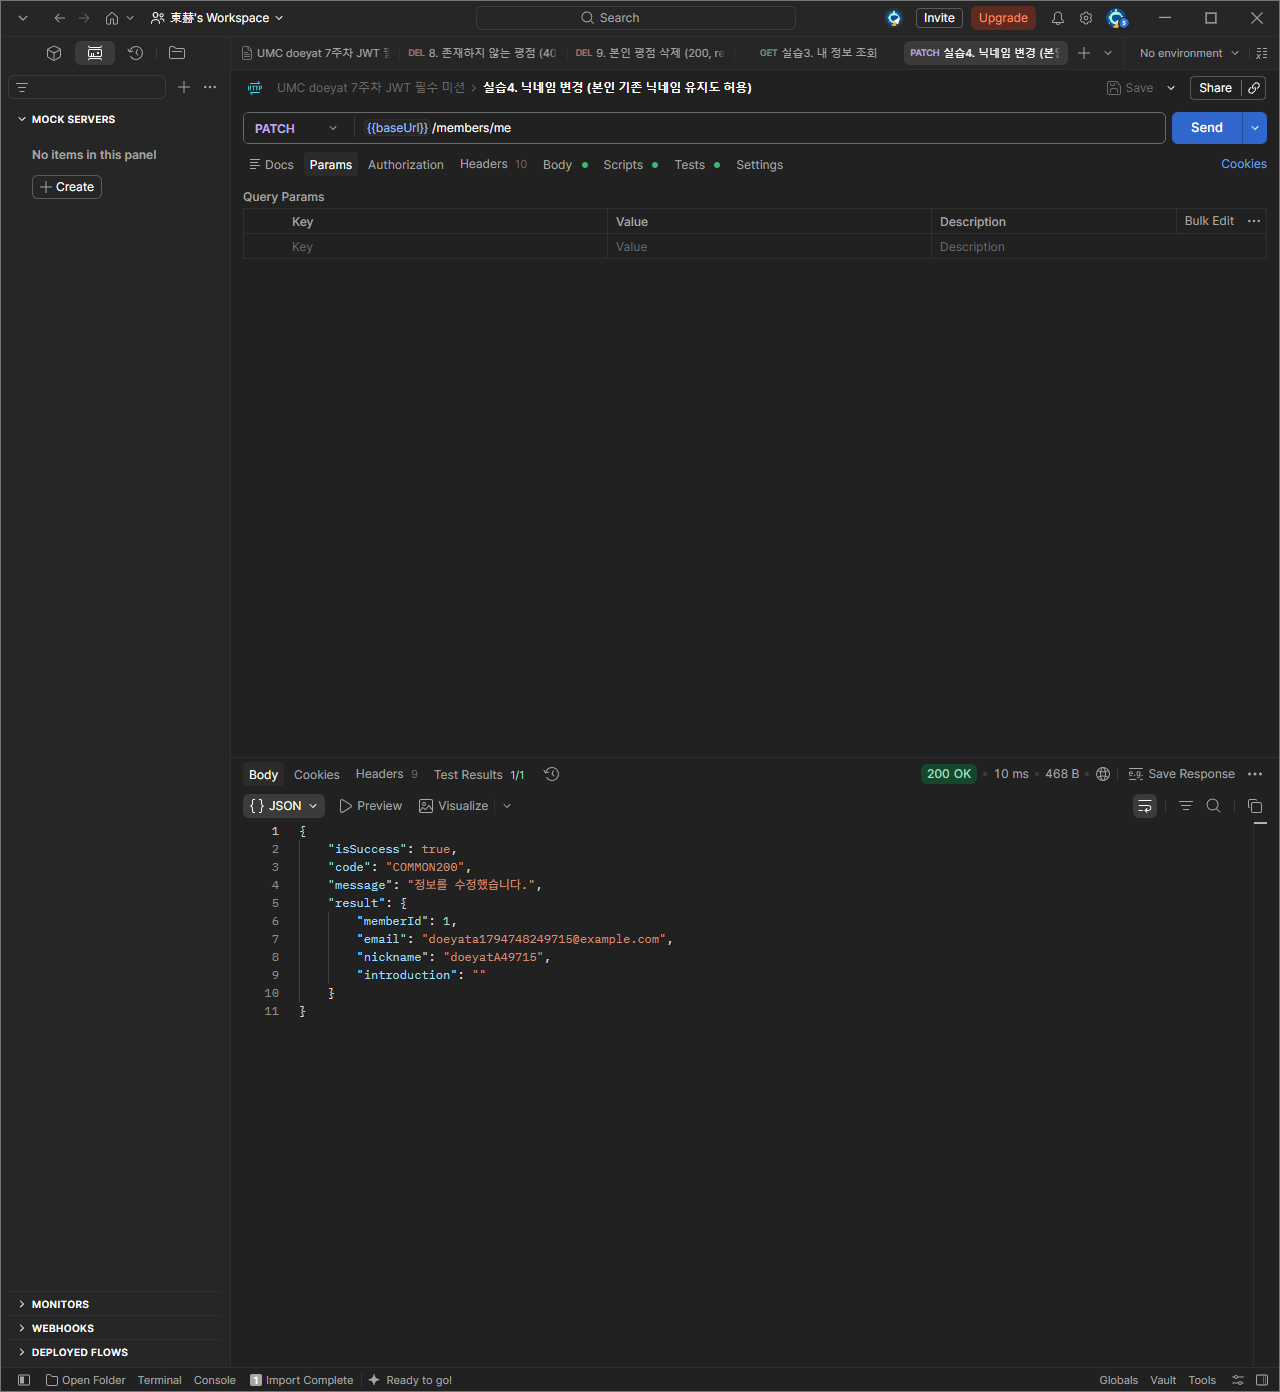 東赫's Workspace
Search
Invite
Upgrade
UMC doeyat 7주차 JWT 필
DEL 8. 존재하지 않는 평점 (40
DEL 9. 본인 평점 삭제 (200, re
GET 실습3. 내 정보 조회
PATCH 실습4. 닉네임 변경 (본인
No environment
HTTP
UMC doeyat 7주차 JWT 필수 미션 > 실습4. 닉네임 변경 (본인 기존 닉네임 유지도 허용)
Save
Share
MOCK SERVERS
No items in this panel
+ Create
PATCH
{{baseUrl}} /members/me
Send
Docs
Params
Authorization
Headers 10
Body
Scripts
Tests
Settings
Cookies
Query Params
Key Value Description Bulk Edit
Key Value Description
Body
Cookies
Headers 9
Test Results 1/1
200 OK
10 ms
468 B
e.g. Save Response
{} JSON
Preview
Visualize
1 {
2 "isSuccess": true,
3 "code": "COMMON200",
4 "message": "정보를 수정했습니다.",
5 "result": {
6 "memberId": 1,
7 "email": "doeyata1794748249715@example.com",
8 "nickname": "doeyatA49715",
9 "introduction": ""
10 }
11 }
MONITORS
WEBHOOKS
DEPLOYED FLOWS
Open Folder
Terminal
Console
1 Import Complete
Ready to go!
Globals
Vault
Tools